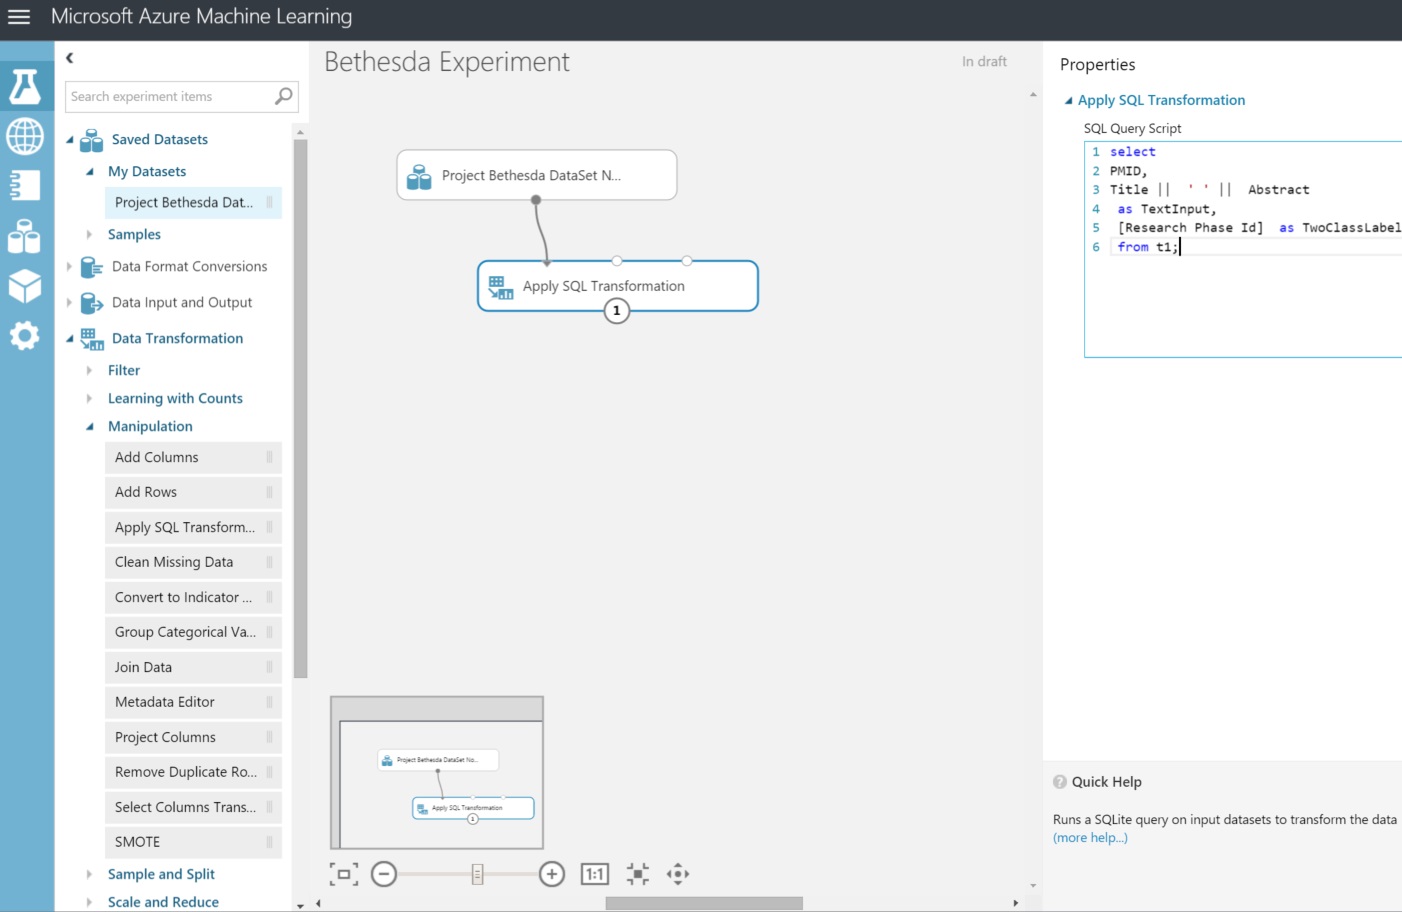 Microsoft Azure Machine Learning
Search experiment items
Saved Datasets
My Datasets
Project Bethesda Dat...
Samples
Data Format Conversions
Data Input and Output
Data Transformation
Filter
Learning with Counts
Manipulation
Add Columns
Add Rows
Apply SQL Transform...
Clean Missing Data
Convert to Indicator ...
Group Categorical Va...
Join Data
Metadata Editor
Project Columns
Remove Duplicate Ro...
Select Columns Trans...
SMOTE
Sample and Split
Scale and Reduce
Bethesda Experiment
In draft
Project Bethesda DataSet N...
Apply SQL Transformation
1
Project Bethesda DataSet No...
Apply SQL Transformation
1
1:1
Properties
Apply SQL Transformation
SQL Query Script
1 select
2 PMID,
3 Title || ' ' || Abstract
4 as TextInput,
5 [Research Phase Id] as TwoClassLabel
6 from t1;
? Quick Help
Runs a SQLite query on input datasets to transform the data
(more help...)